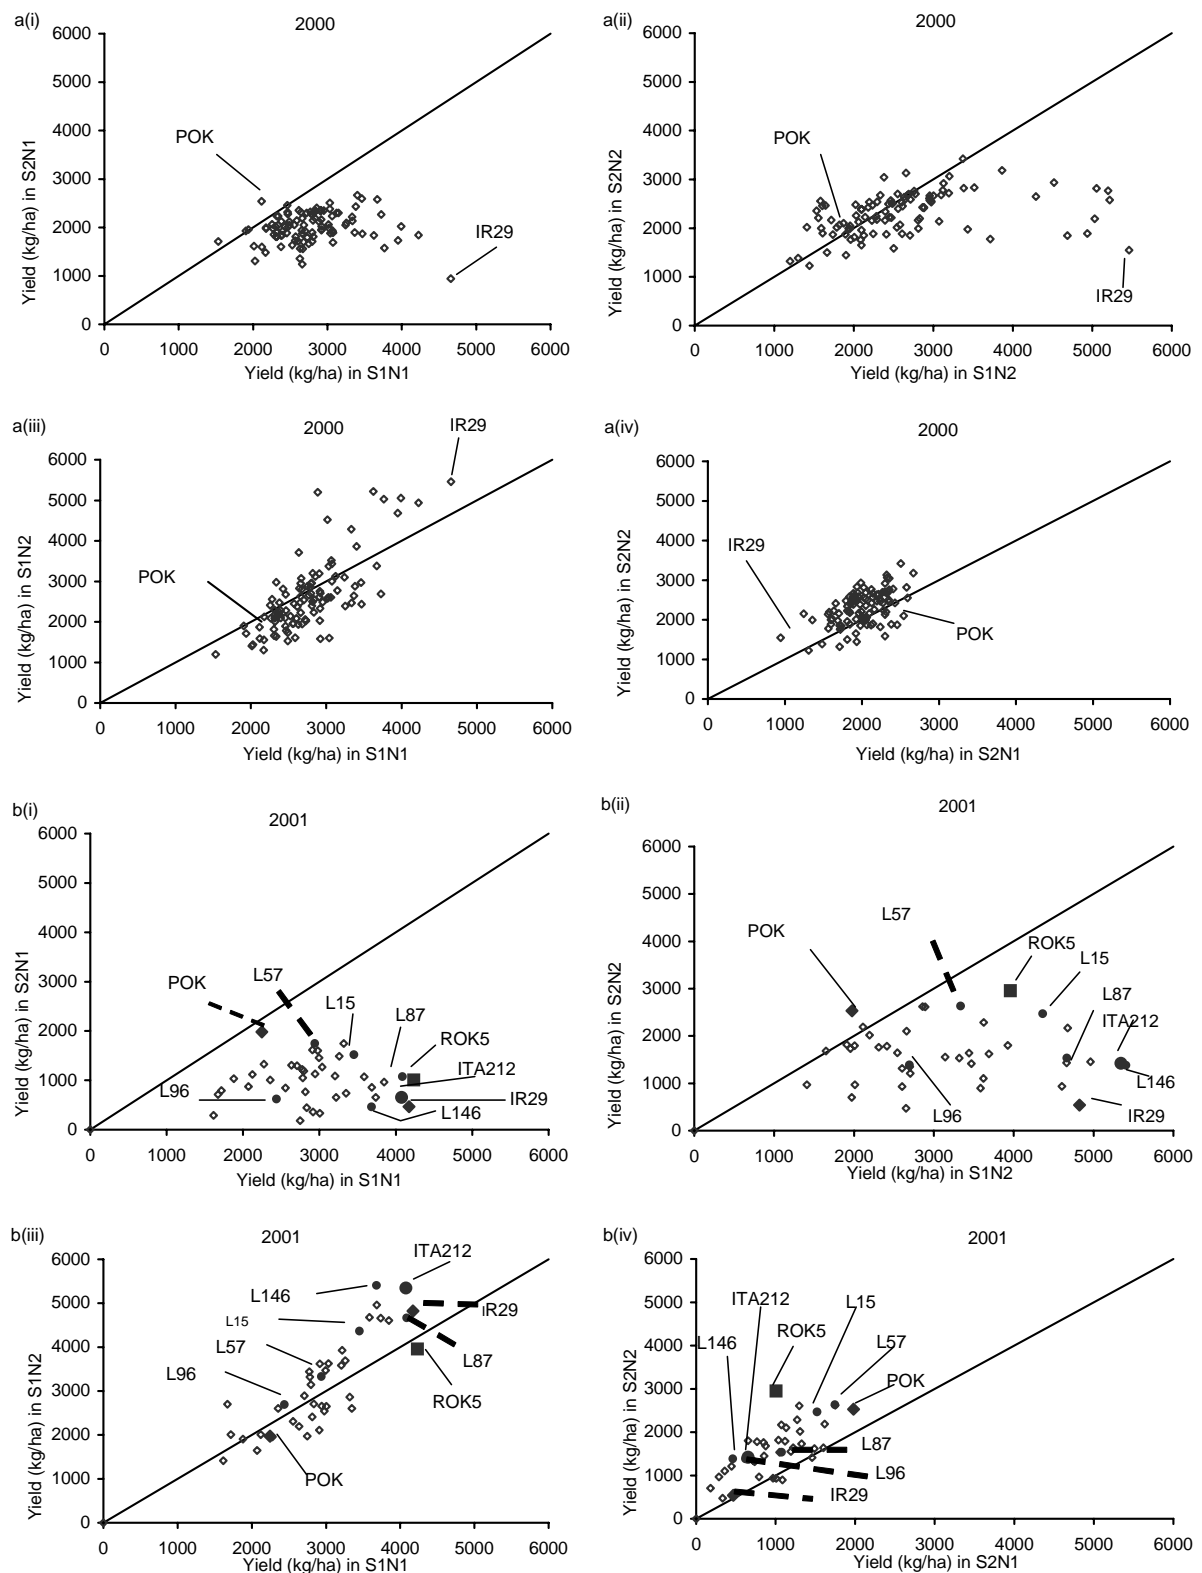 a(i)
2000
6000
5000
4000
3000
2000
1000
0
Yield (kg/ha) in S2N1
POK
IR29
0 1000 2000 3000 4000 5000 6000
Yield (kg/ha) in S1N1
a(ii)
2000
6000
5000
4000
3000
2000
1000
0
Yield (kg/ha) in S2N2
POK
IR29
0 1000 2000 3000 4000 5000 6000
Yield (kg/ha) in S1N2
a(iii)
2000
IR29
6000
5000
4000
3000
2000
1000
0
Yield (kg/ha) in S1N2
POK
0 1000 2000 3000 4000 5000 6000
Yield (kg/ha) in S1N1
a(iv)
2000
6000
5000
4000
3000
2000
1000
0
Yield (kg/ha) in S2N2
IR29
POK
0 1000 2000 3000 4000 5000 6000
Yield (kg/ha) in S2N1
b(i)
2001
6000
5000
4000
3000
2000
1000
0
Yield (kg/ha) in S2N1
POK
L57
L15
L87
ROK5
ITA212
L96
IR29
L146
0 1000 2000 3000 4000 5000 6000
Yield (kg/ha) in S1N1
b(ii)
2001
6000
5000
4000
3000
2000
1000
0
Yield (kg/ha) in S2N2
L57
POK
ROK5
L15
L87
ITA212
L146
L96
IR29
0 1000 2000 3000 4000 5000 6000
Yield (kg/ha) in S1N2
b(iii)
2001
6000
5000
4000
3000
2000
1000
0
Yield (kg/ha) in S1N2
ITA212
L146
IR29
L15
L57
L87
L96
ROK5
POK
0 1000 2000 3000 4000 5000 6000
Yield (kg/ha) in S1N1
b(iv)
2001
6000
5000
4000
3000
2000
1000
0
Yield (kg/ha) in S2N2
ITA212
L15
ROK5
L146
L57
POK
L87
L96
IR29
0 1000 2000 3000 4000 5000 6000
Yield (kg/ha) in S2N1